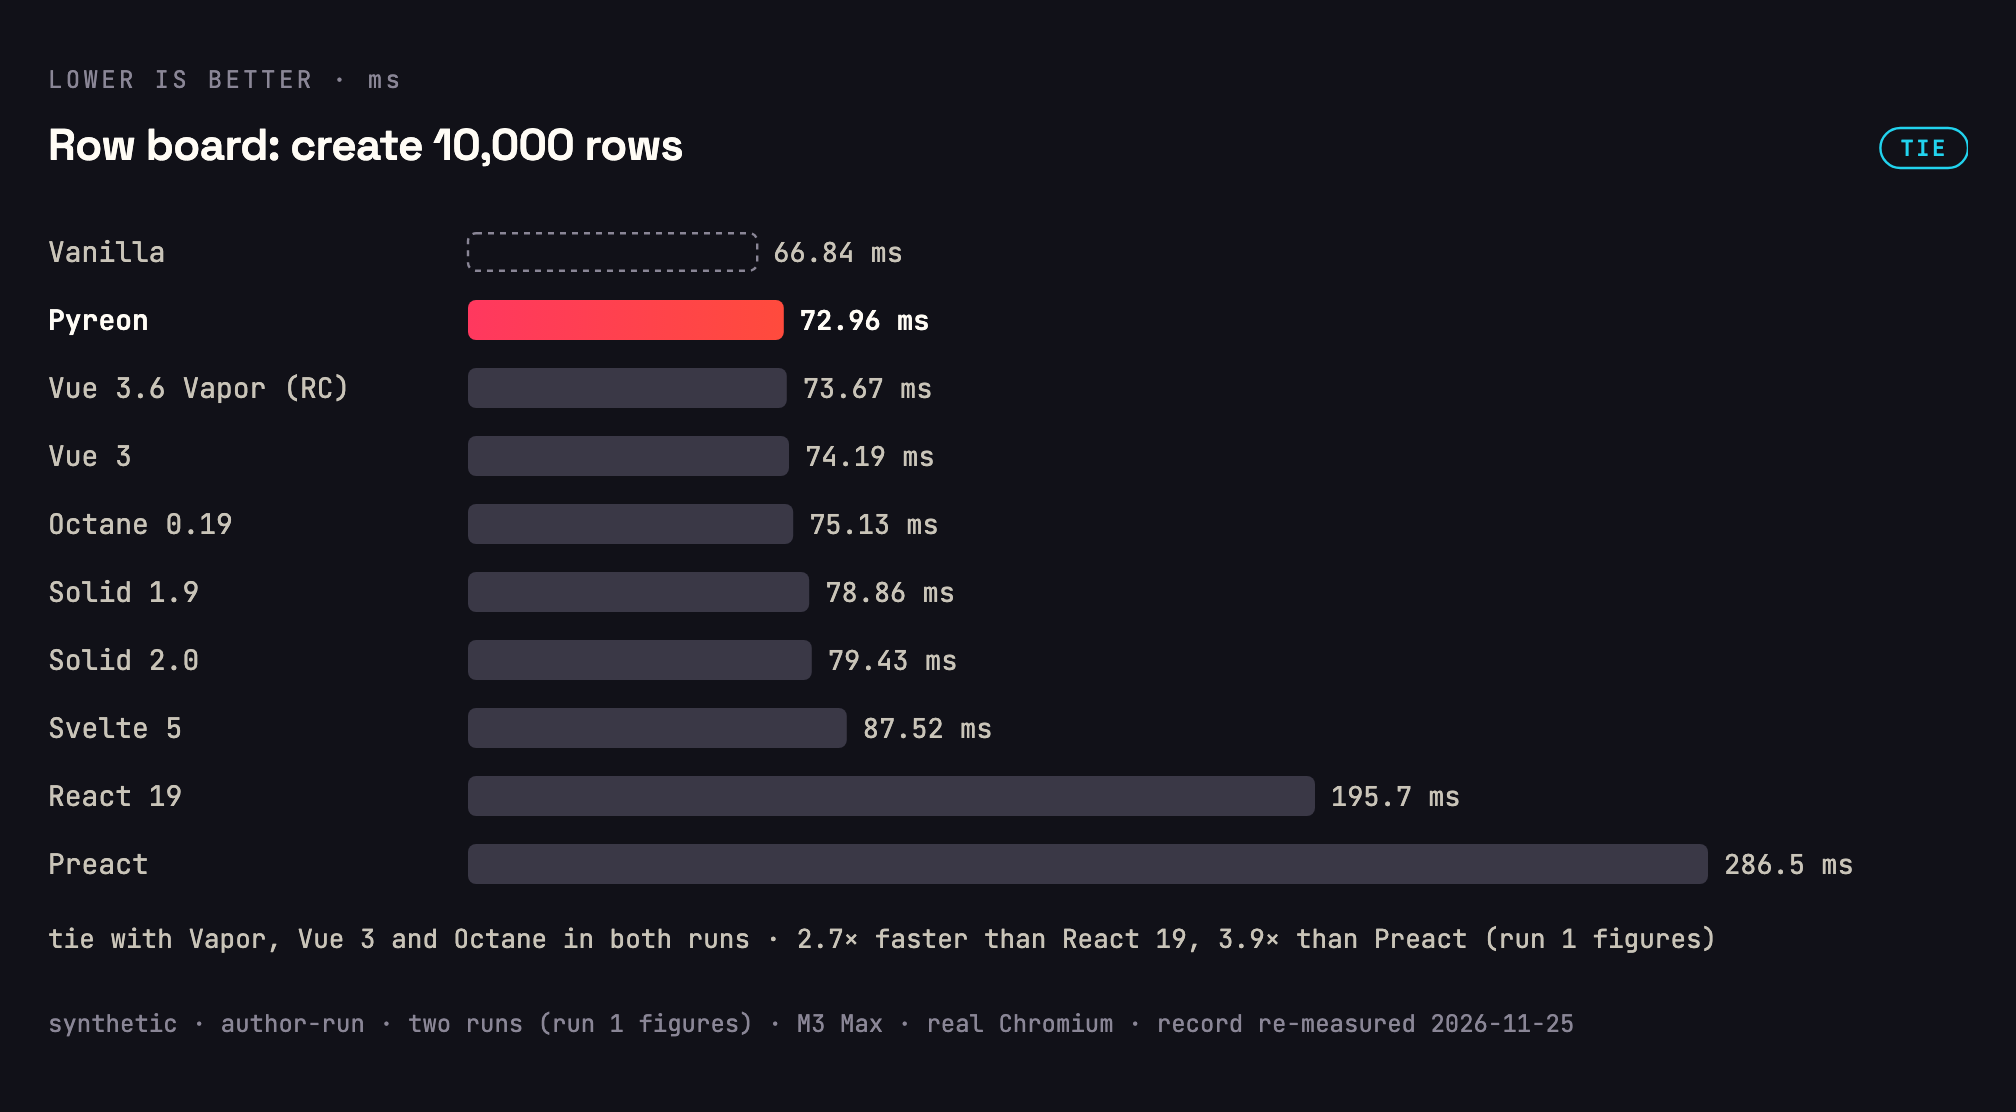 LOWER IS BETTER · ms
Row board: create 10,000 rows
TIE
Vanilla 66.84 ms
Pyreon 72.96 ms
Vue 3.6 Vapor (RC) 73.67 ms
Vue 3 74.19 ms
Octane 0.19 75.13 ms
Solid 1.9 78.86 ms
Solid 2.0 79.43 ms
Svelte 5 87.52 ms
React 19 195.7 ms
Preact 286.5 ms
tie with Vapor, Vue 3 and Octane in both runs · 2.7× faster than React 19, 3.9× than Preact (run 1 figures)
synthetic · author-run · two runs (run 1 figures) · M3 Max · real Chromium · record re-measured 2026-11-25